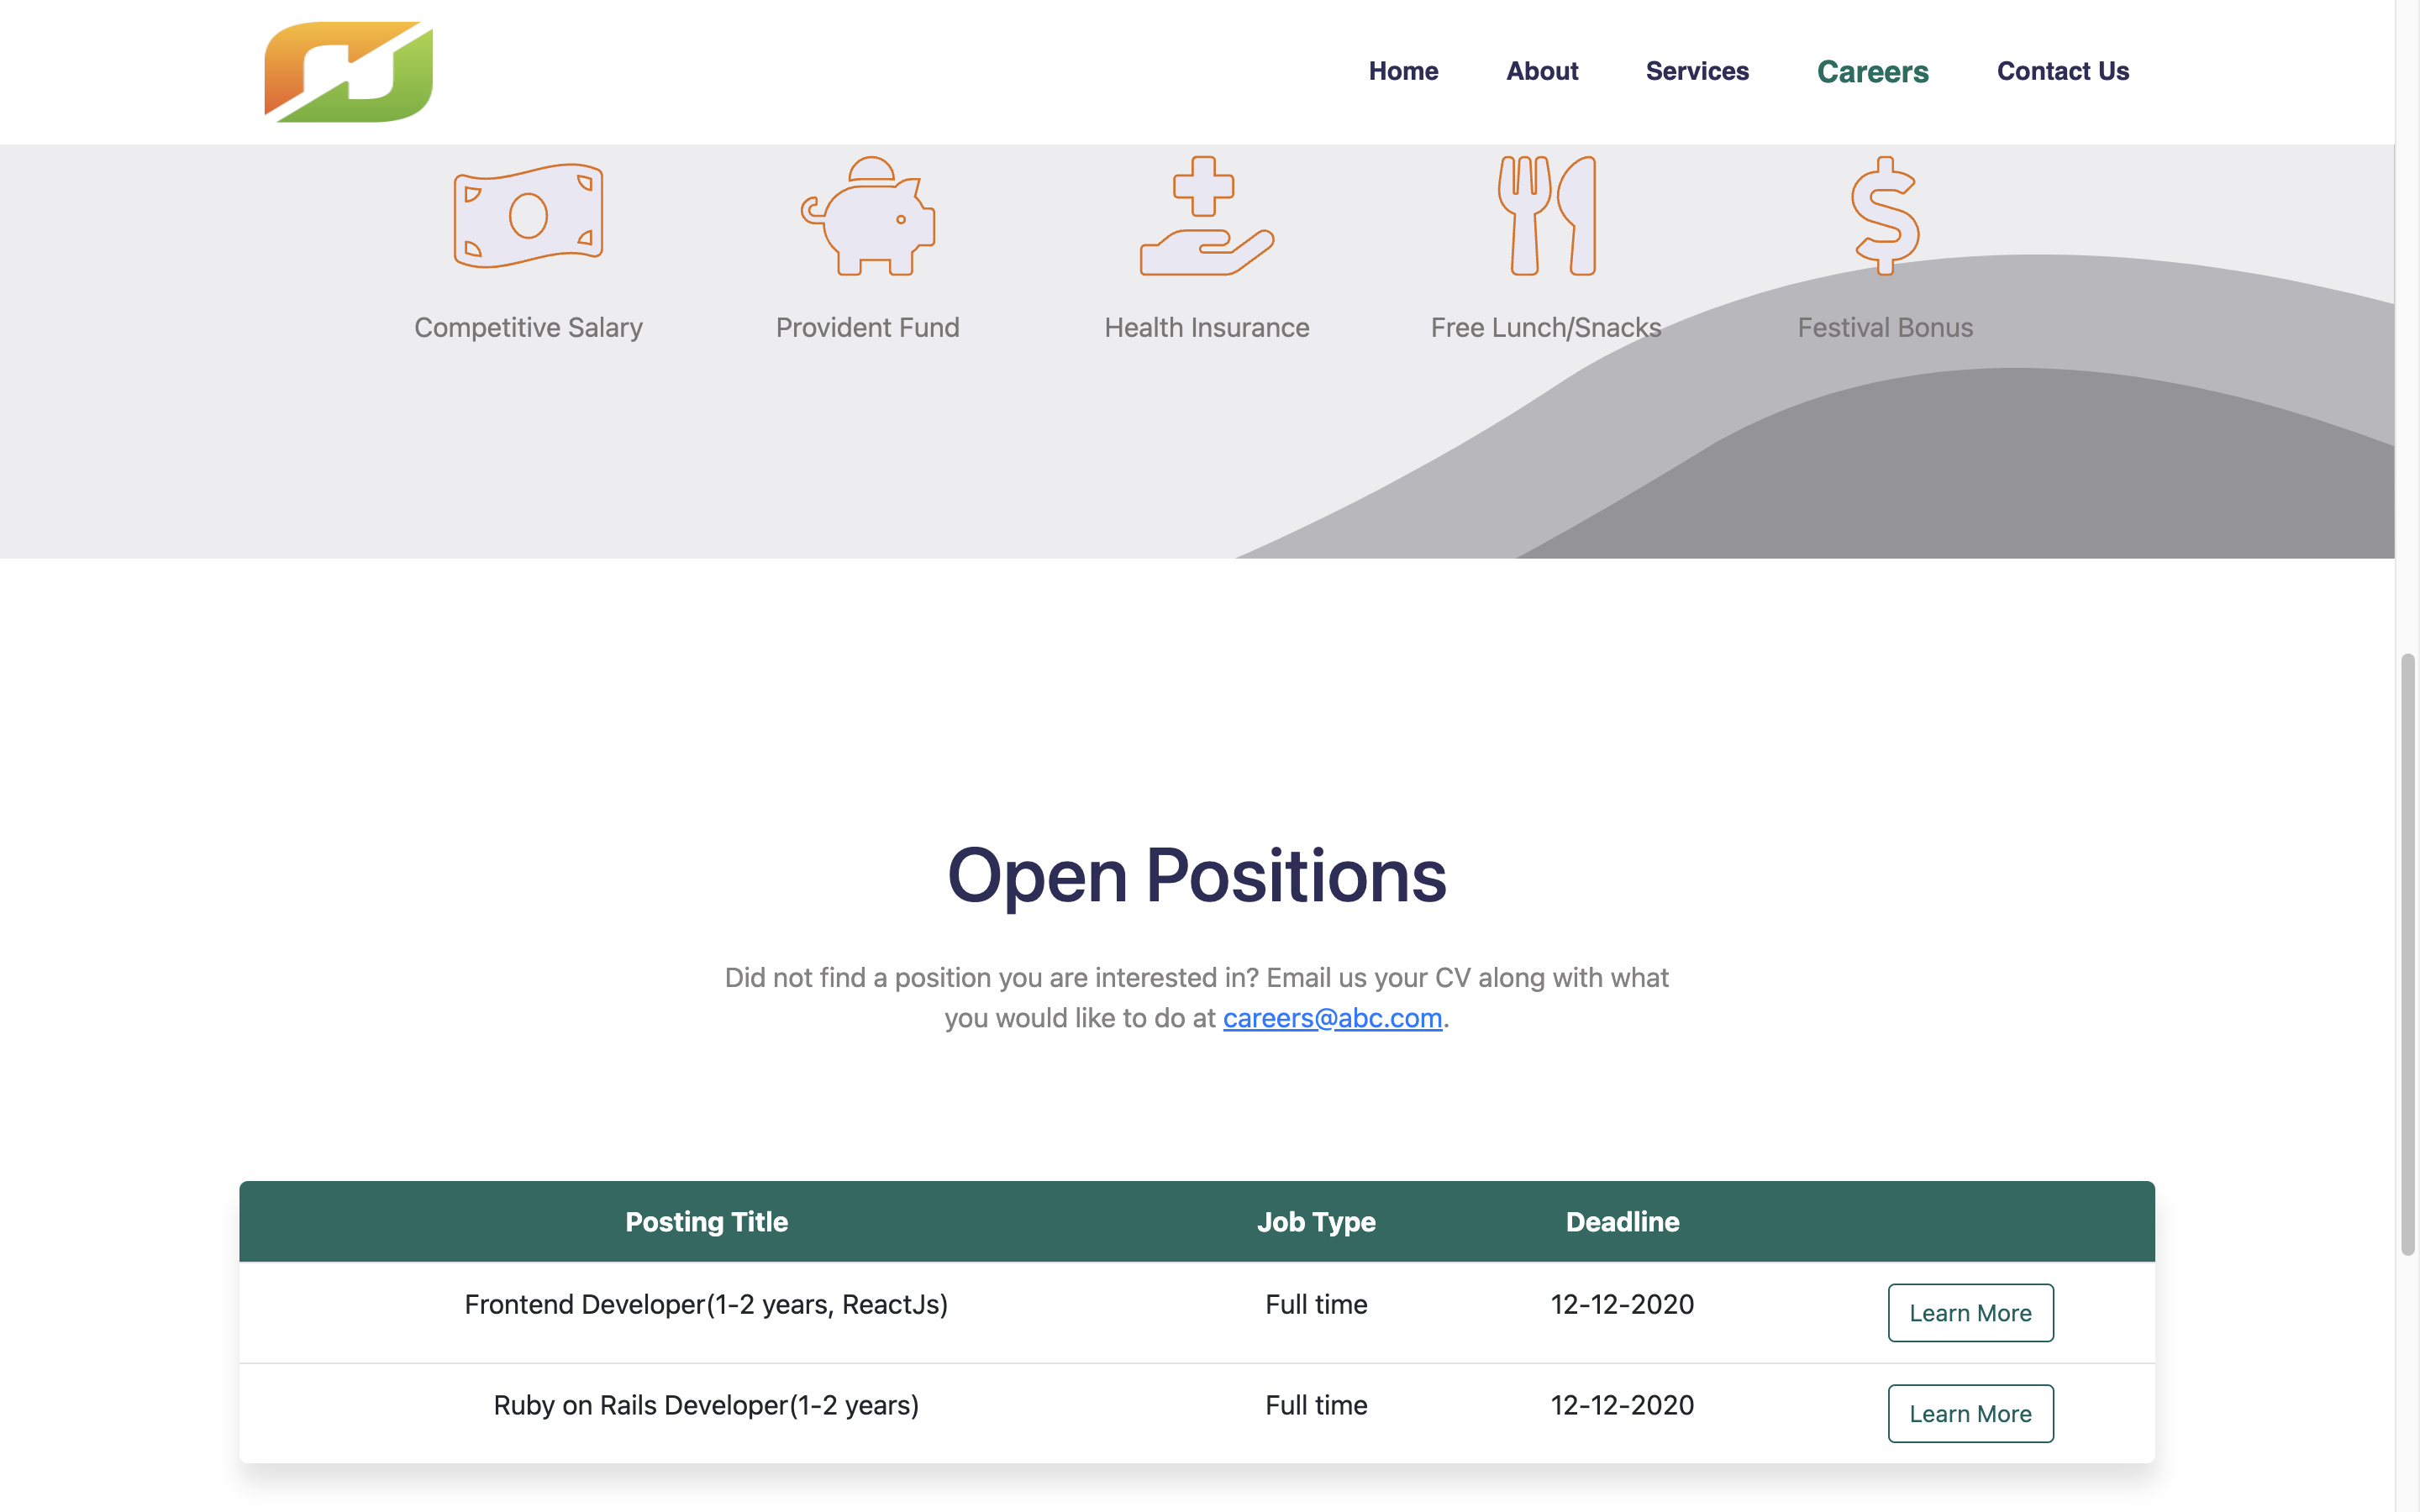 Home About Services Careers Contact Us
Competitive Salary Provident Fund Health Insurance Free Lunch/Snacks Festival Bonus
Open Positions
Did not find a position you are interested in? Email us your CV along with what
you would like to do at careers@abc.com.
Posting Title Job Type Deadline
Frontend Developer(1-2 years, ReactJs) Full time 12-12-2020 Learn More
Ruby on Rails Developer(1-2 years) Full time 12-12-2020 Learn More